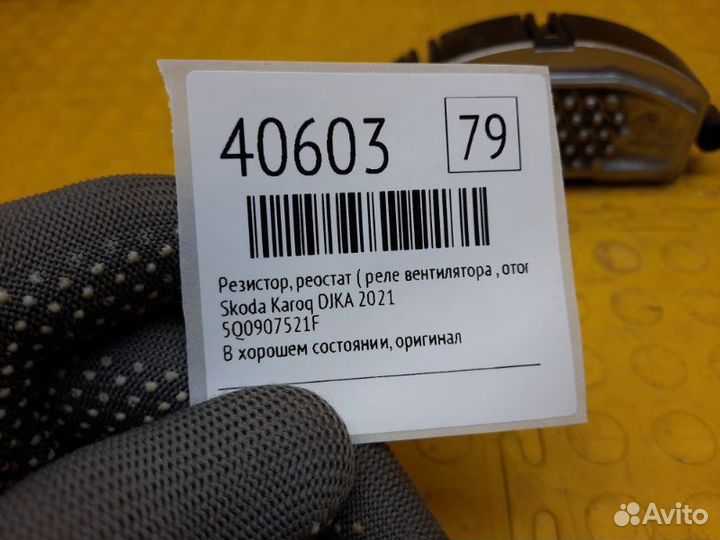 40603
79
Резистор, реостат ( реле вентилятора , отоп
Skoda Karoq DJKA 2021
5Q0907521F
В хорошем состоянии, оригинал
Avito